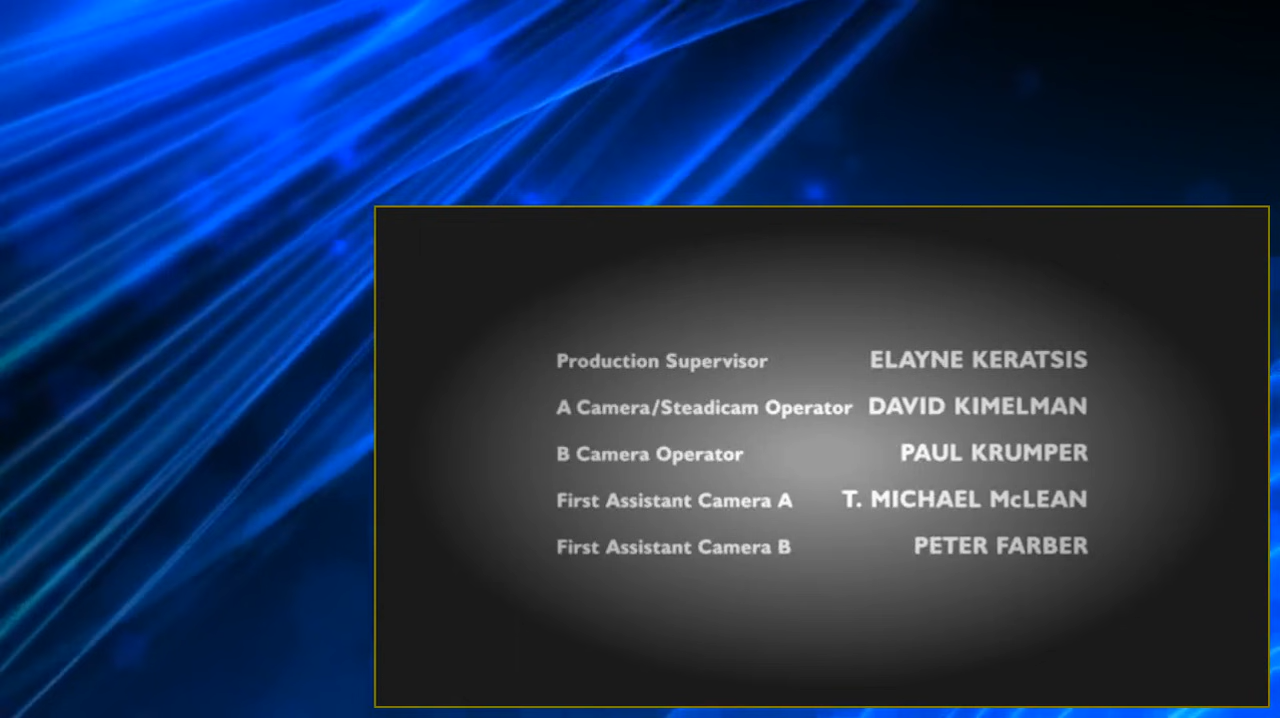 Production Supervisor ELAYNE KERATSIS
A Camera/Steadicam Operator DAVID KIMELMAN
B Camera Operator PAUL KRUMPER
First Assistant Camera A T. MICHAEL McLEAN
First Assistant Camera B PETER FARBER